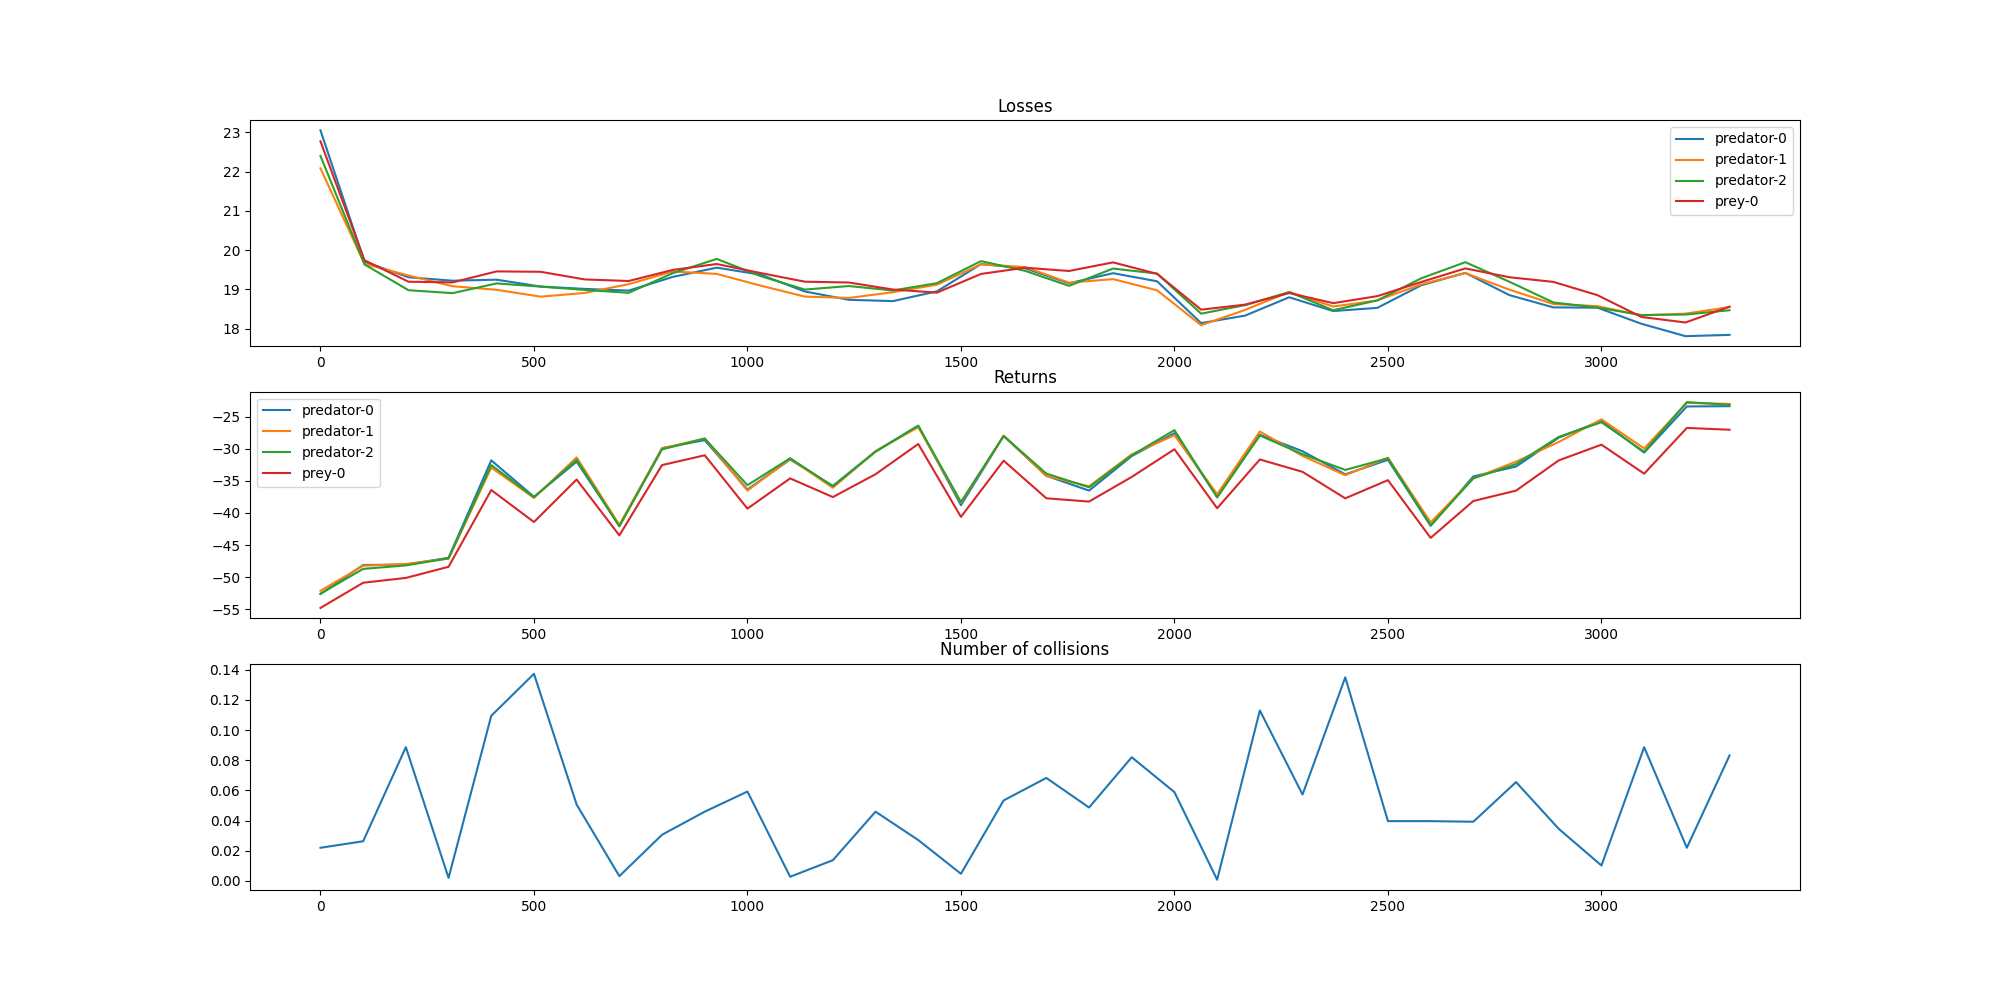 Losses
23
22
21
20
19
18
predator-0
predator-1
predator-2
prey-0
0 500 1000 1500 2000 2500 3000
Returns
−25
−30
−35
−40
−45
−50
−55
predator-0
predator-1
predator-2
prey-0
0 500 1000 1500 2000 2500 3000
Number of collisions
0.14
0.12
0.10
0.08
0.06
0.04
0.02
0.00
0 500 1000 1500 2000 2500 3000